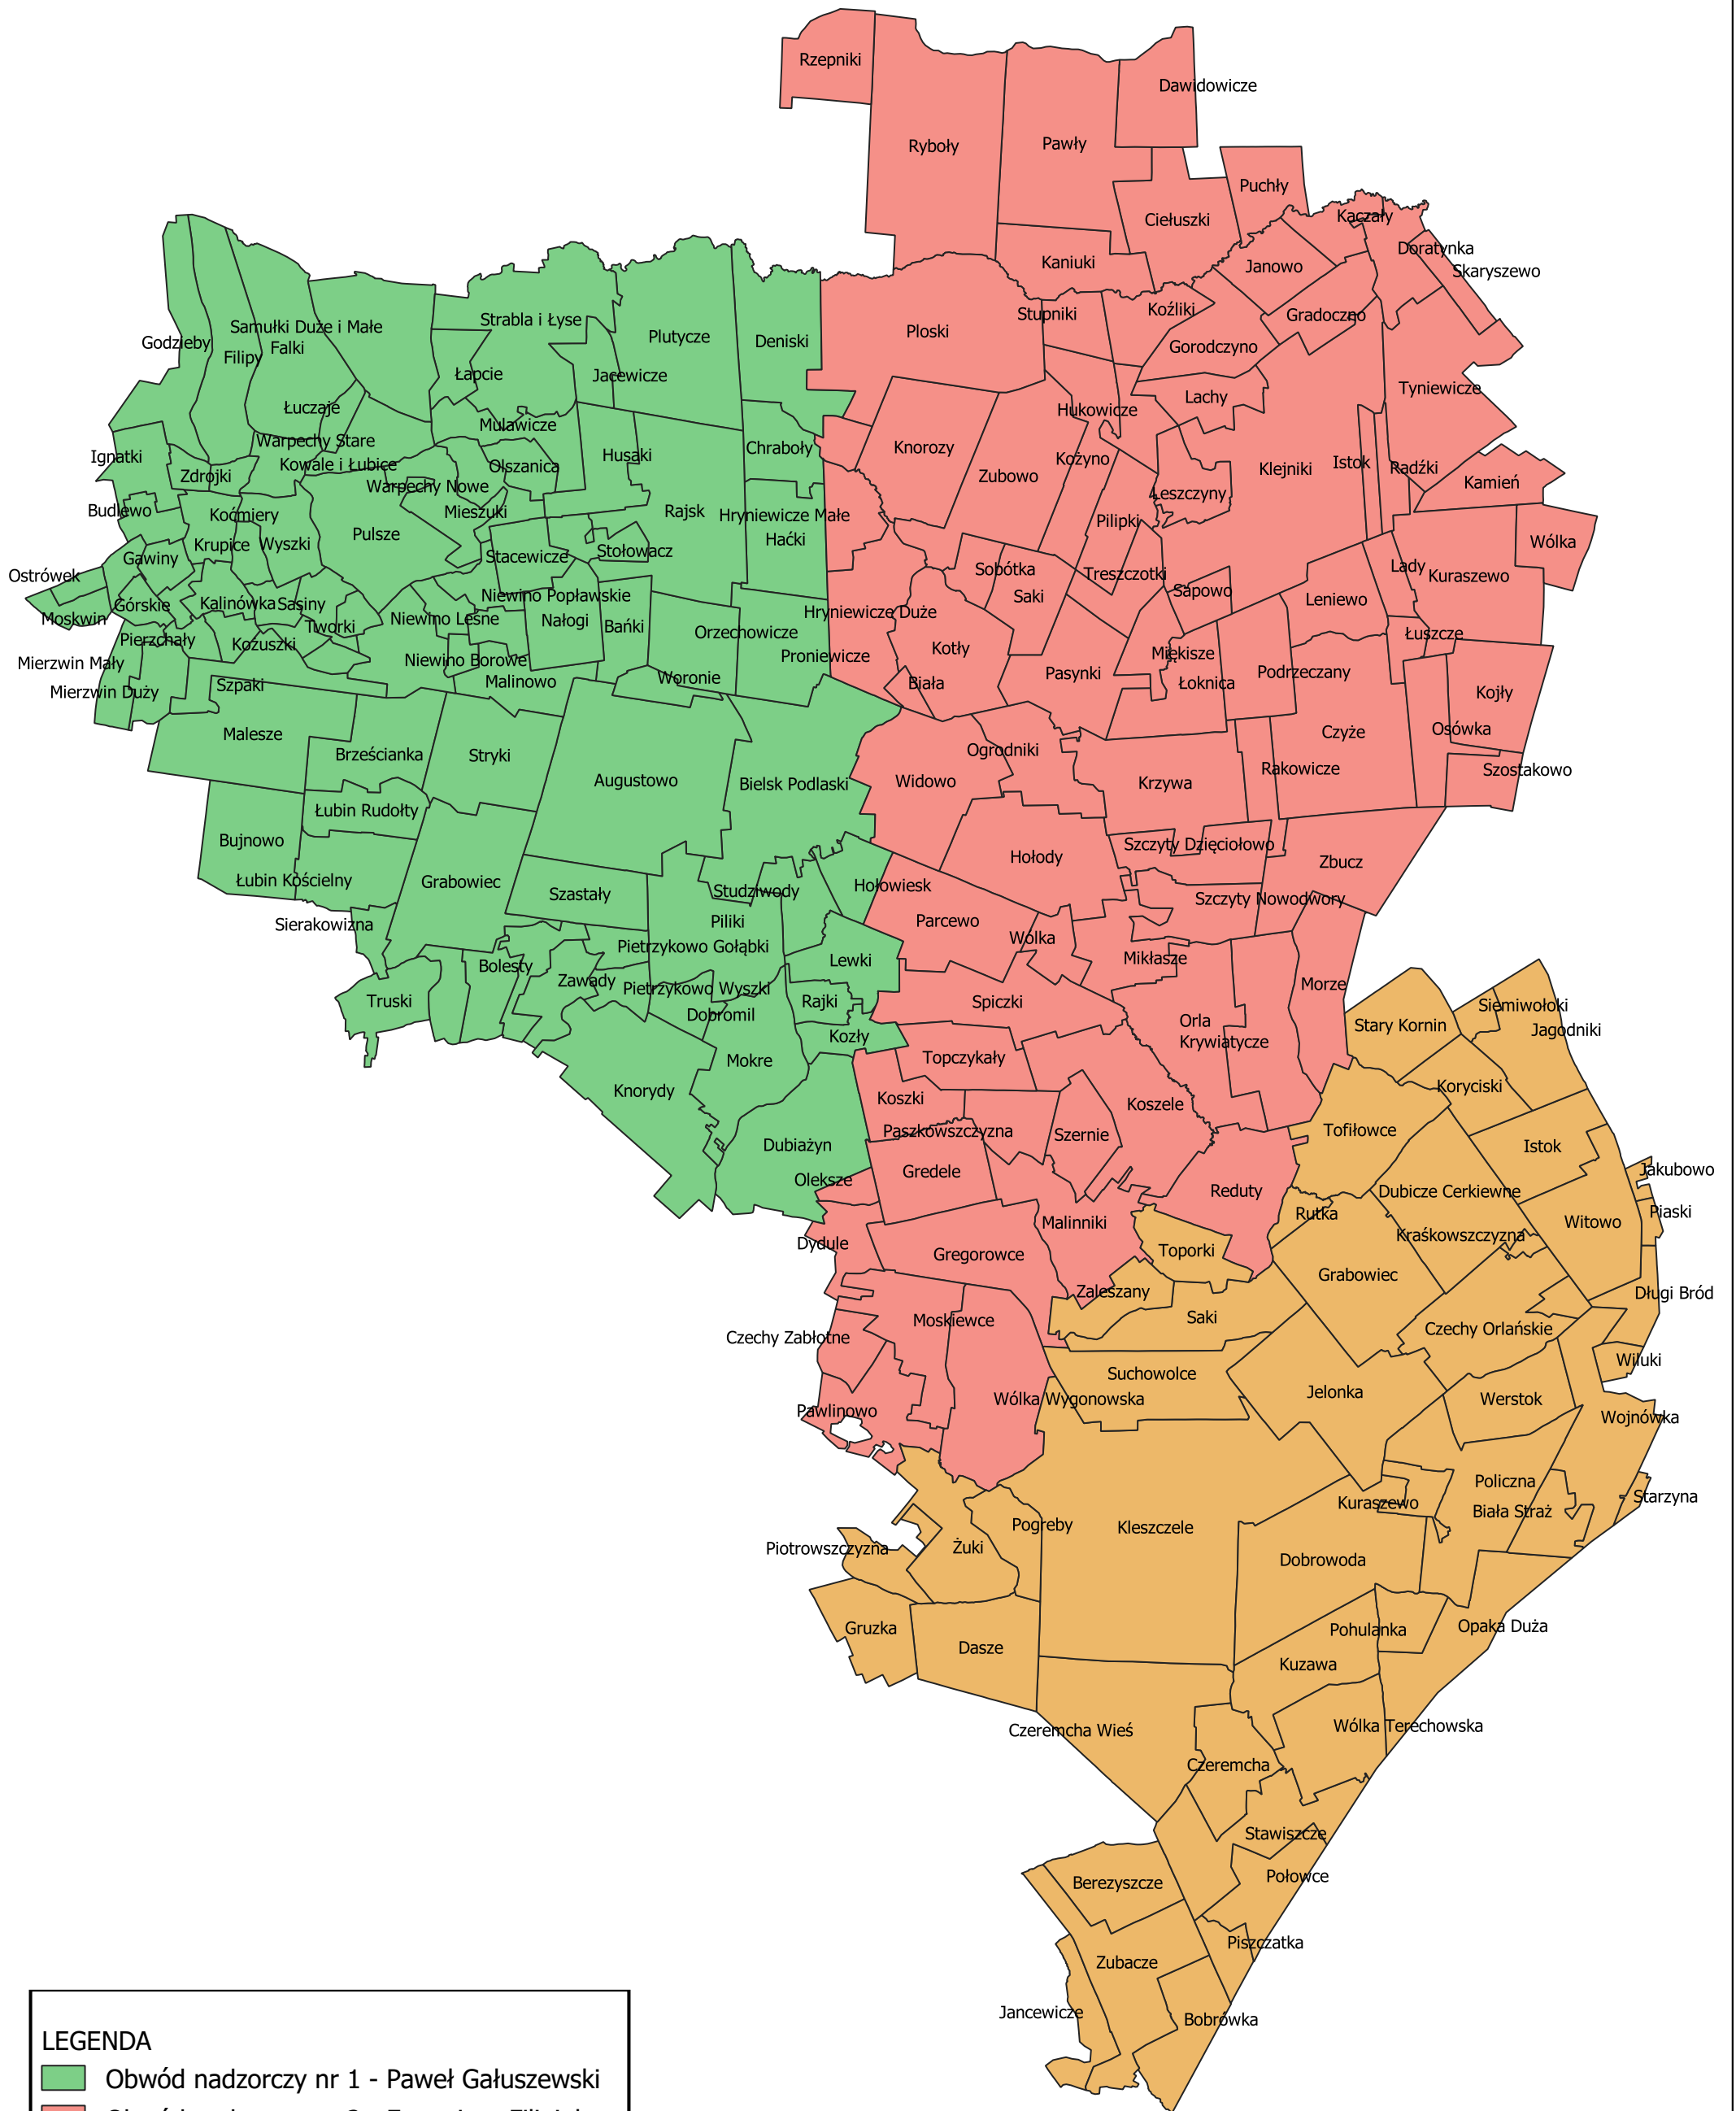 Rzepniki
Dawidowicze
Ryboły
Pawły
Puchły
Kaczały
Ciełuszki
Doratynka
Kaniuki
Janowo
Skaryszewo
Stupniki
Koźliki
Gradoczno
Samułki Duże i Małe
Strabla i Łyse
Ploski
Godzieby
Falki
Plutycze
Deniski
Gorodczyno
Filipy
Łapcie
Jacewicze
Tyniewicze
Lachy
Łuczaje
Hukowicze
Mulawicze
Warpechy Stare
Chraboły
Knorozy
Ignatki
Husaki
Kożyno
Istok
Kowale i Łubice
Olszanica
Klejniki
Radźki
Zdrojki
Zubowo
Kamień
Warpechy Nowe
Leszczyny
Budlewo
Koćmiery
Mieszuki
Rajsk
Hryniewicze Małe
Pilipki
Pulsze
Haćki
Krupice
Wyszki
Wólka
Stołowacz
Gawiny
Stacewicze
Sobótka
Lady
Ostrówek
Treszczotki
Kuraszewo
Niewino Popławskie
Saki
Sapowo
Leniewo
Górskie
Kalinówka
Sasiny
Hryniewicze Duże
Moskwin
Niewino Leśne
Nałogi
Bańki
Tworki
Orzechowicze
Łuszcze
Pierzchały
Kożuszki
Kotły
Proniewicze
Miękisze
Mierzwin Mały
Niewino Borowe
Podrzeczany
Pasynki
Woronie
Malinowo
Biała
Łoknica
Szpaki
Mierzwin Duży
Kojły
Malesze
Osówka
Czyże
Ogrodniki
Brześcianka
Stryki
Rakowicze
Szostakowo
Augustowo
Bielsk Podlaski
Widowo
Krzywa
Łubin Rudołty
Bujnowo
Szczyty Dzięciołowo
Hołody
Zbucz
Łubin Kościelny
Grabowiec
Hołowiesk
Studziwody
Szastały
Szczyty Nowodwory
Sierakowizna
Piliki
Parcewo
Pietrzykowo Gołąbki
Wólka
Mikłasze
Lewki
Bolesty
Zawady
Morze
Pietrzykowo Wyszki
Truski
Rajki
Spiczki
Siemiwołoki
Dobromil
Orla
Stary Kornin
Jagodniki
Kozły
Krywiatycze
Mokre
Topczykały
Koryciski
Knorydy
Koszki
Koszele
Paszkowszczyzna
Szernie
Tofiłowce
Dubiażyn
Istok
Gredele
Jakubowo
Oleksze
Reduty
Dubicze Cerkiewne
Rutka
Piaski
Malinniki
Witowo
Kraśkowszczyzna
Dydule
Gregorowce
Toporki
Grabowiec
Zaleszany
Długi Bród
Moskiewce
Saki
Czechy Orlańskie
Czechy Zabłotne
Wiluki
Suchowolce
Jelonka
Wólka Wygonowska
Werstok
Pawlinowo
Wojnówka
Policzna
Starzyna
Kuraszewo
Biała Straż
Pogreby
Kleszczele
Piotrowszczyzna
Żuki
Dobrowoda
Gruzka
Pohulanka
Opaka Duża
Dasze
Kuzawa
Czeremcha Wieś
Wólka Terechowska
Czeremcha
Stawiszcze
Połowce
Berezyszcze
Piszczatka
Zubacze
Jancewicze
Bobrówka
LEGENDA
Obwód nadzorczy nr 1 - Paweł Gałuszewski